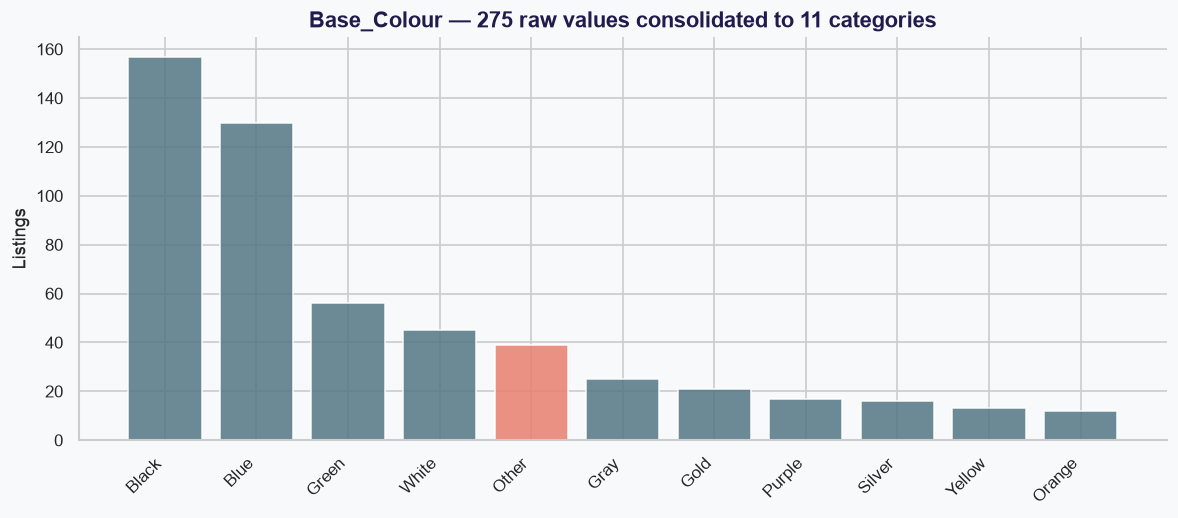 Base_Colour — 275 raw values consolidated to 11 categories
Listings
160
140
120
100
80
60
40
20
0
Black
Blue
Green
White
Other
Gray
Gold
Purple
Silver
Yellow
Orange